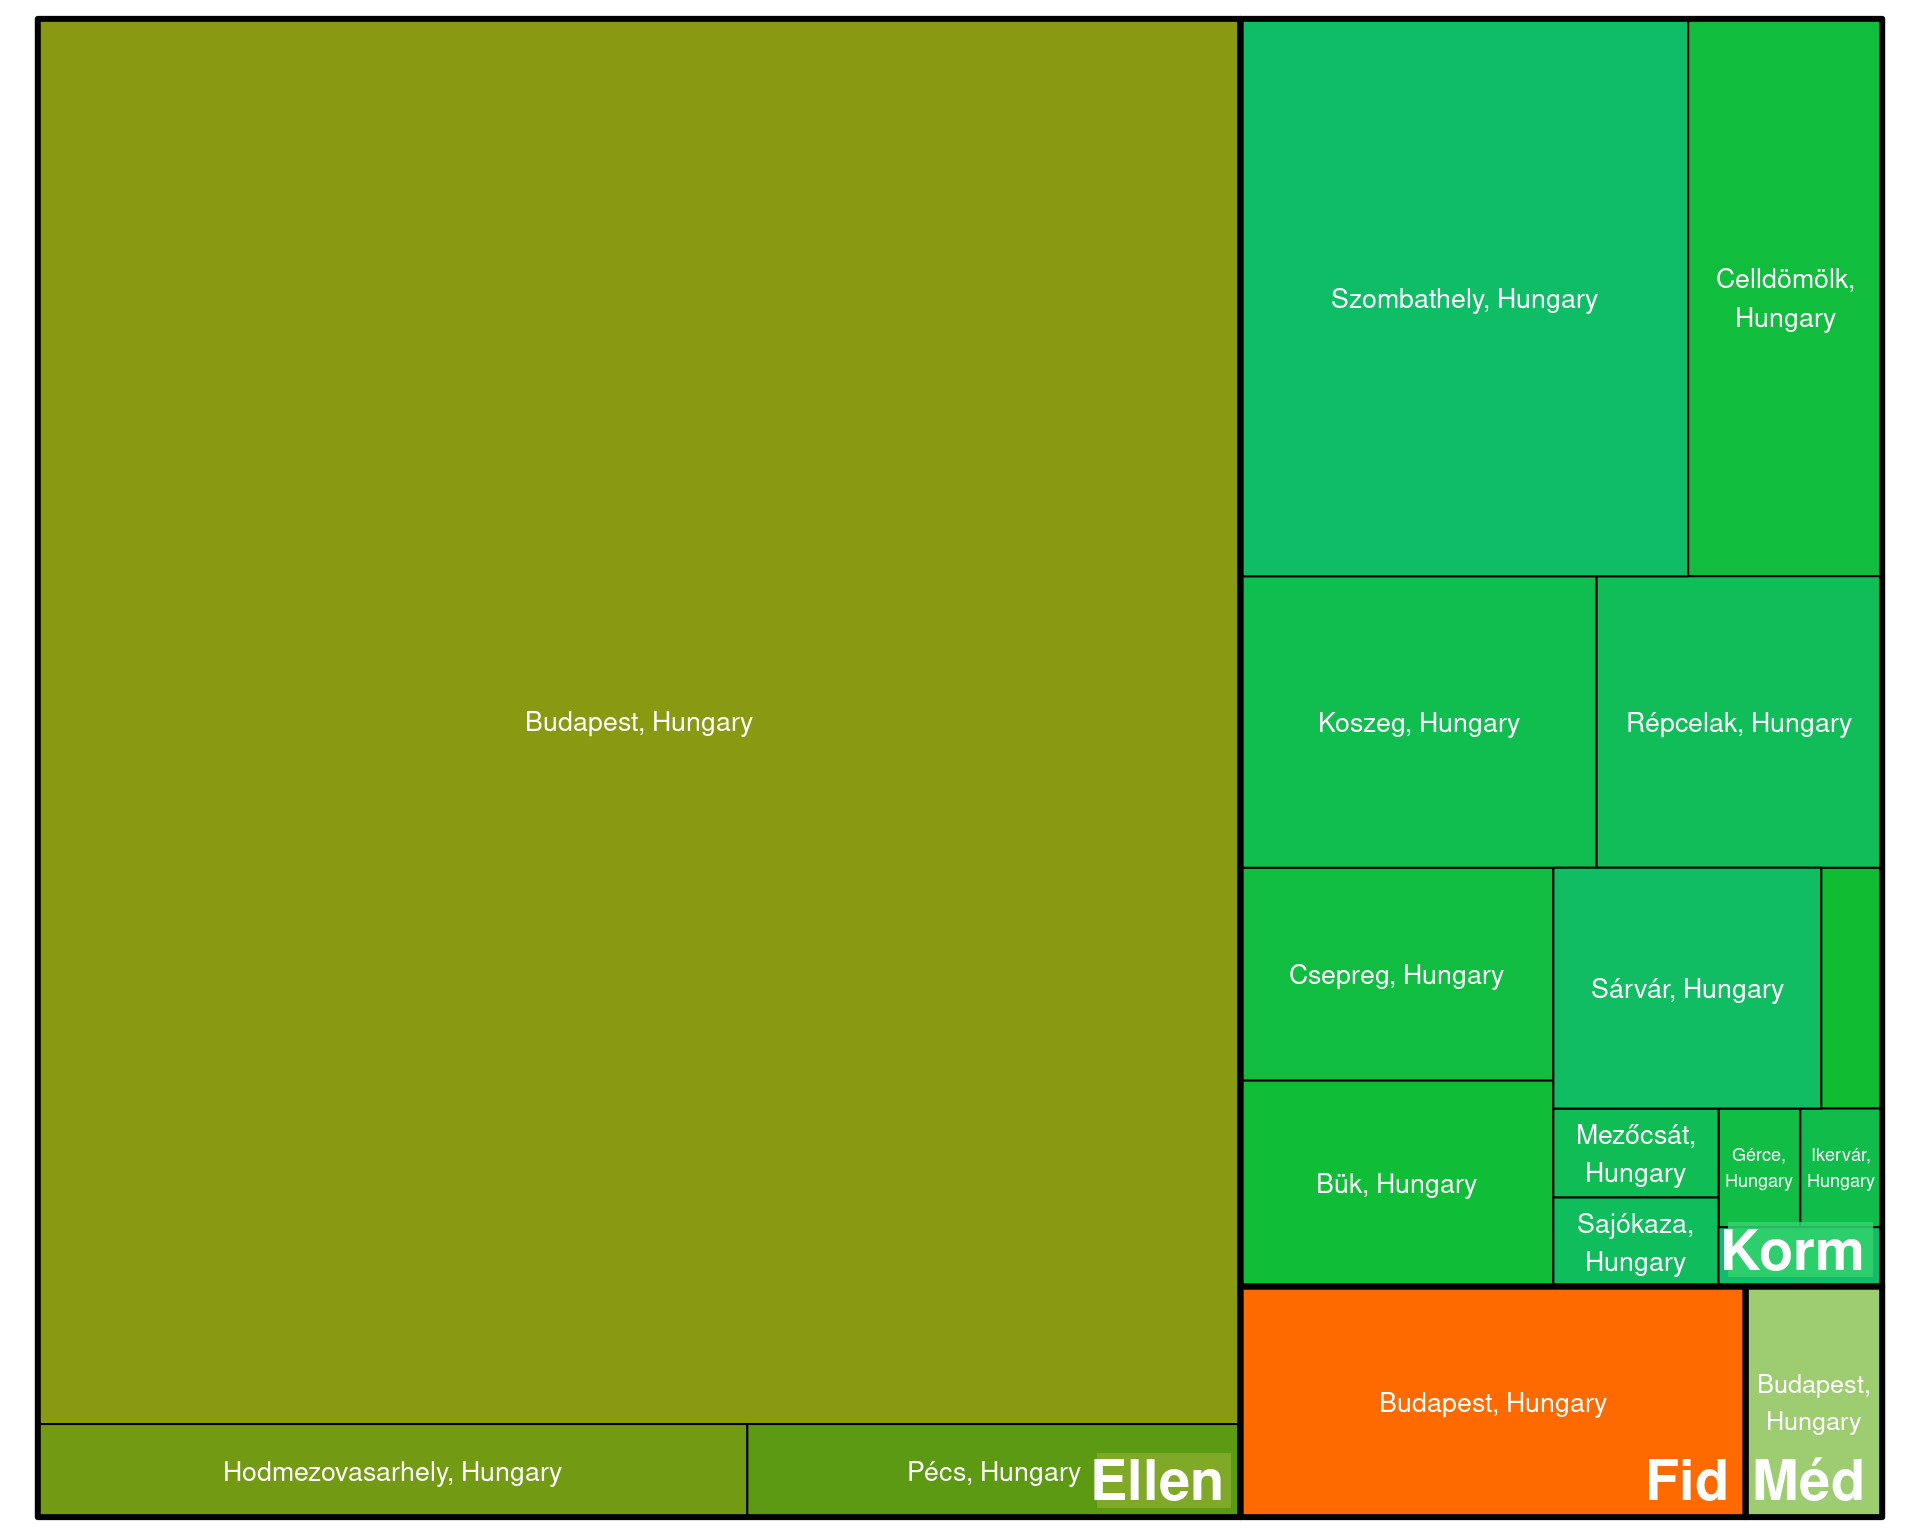 Szombathely, Hungary
Celldömölk,
Hungary
Budapest, Hungary
Koszeg, Hungary
Répcelak, Hungary
Csepreg, Hungary
Sárvár, Hungary
Bük, Hungary
Mezőcsát,
Hungary
Gérce,
Hungary
Ikervár,
Hungary
Sajókaza,
Hungary
Korm
Budapest, Hungary
Budapest,
Hungary
Hodmezovasarhely, Hungary
Pécs, Hungary
Ellen
Fid
Méd